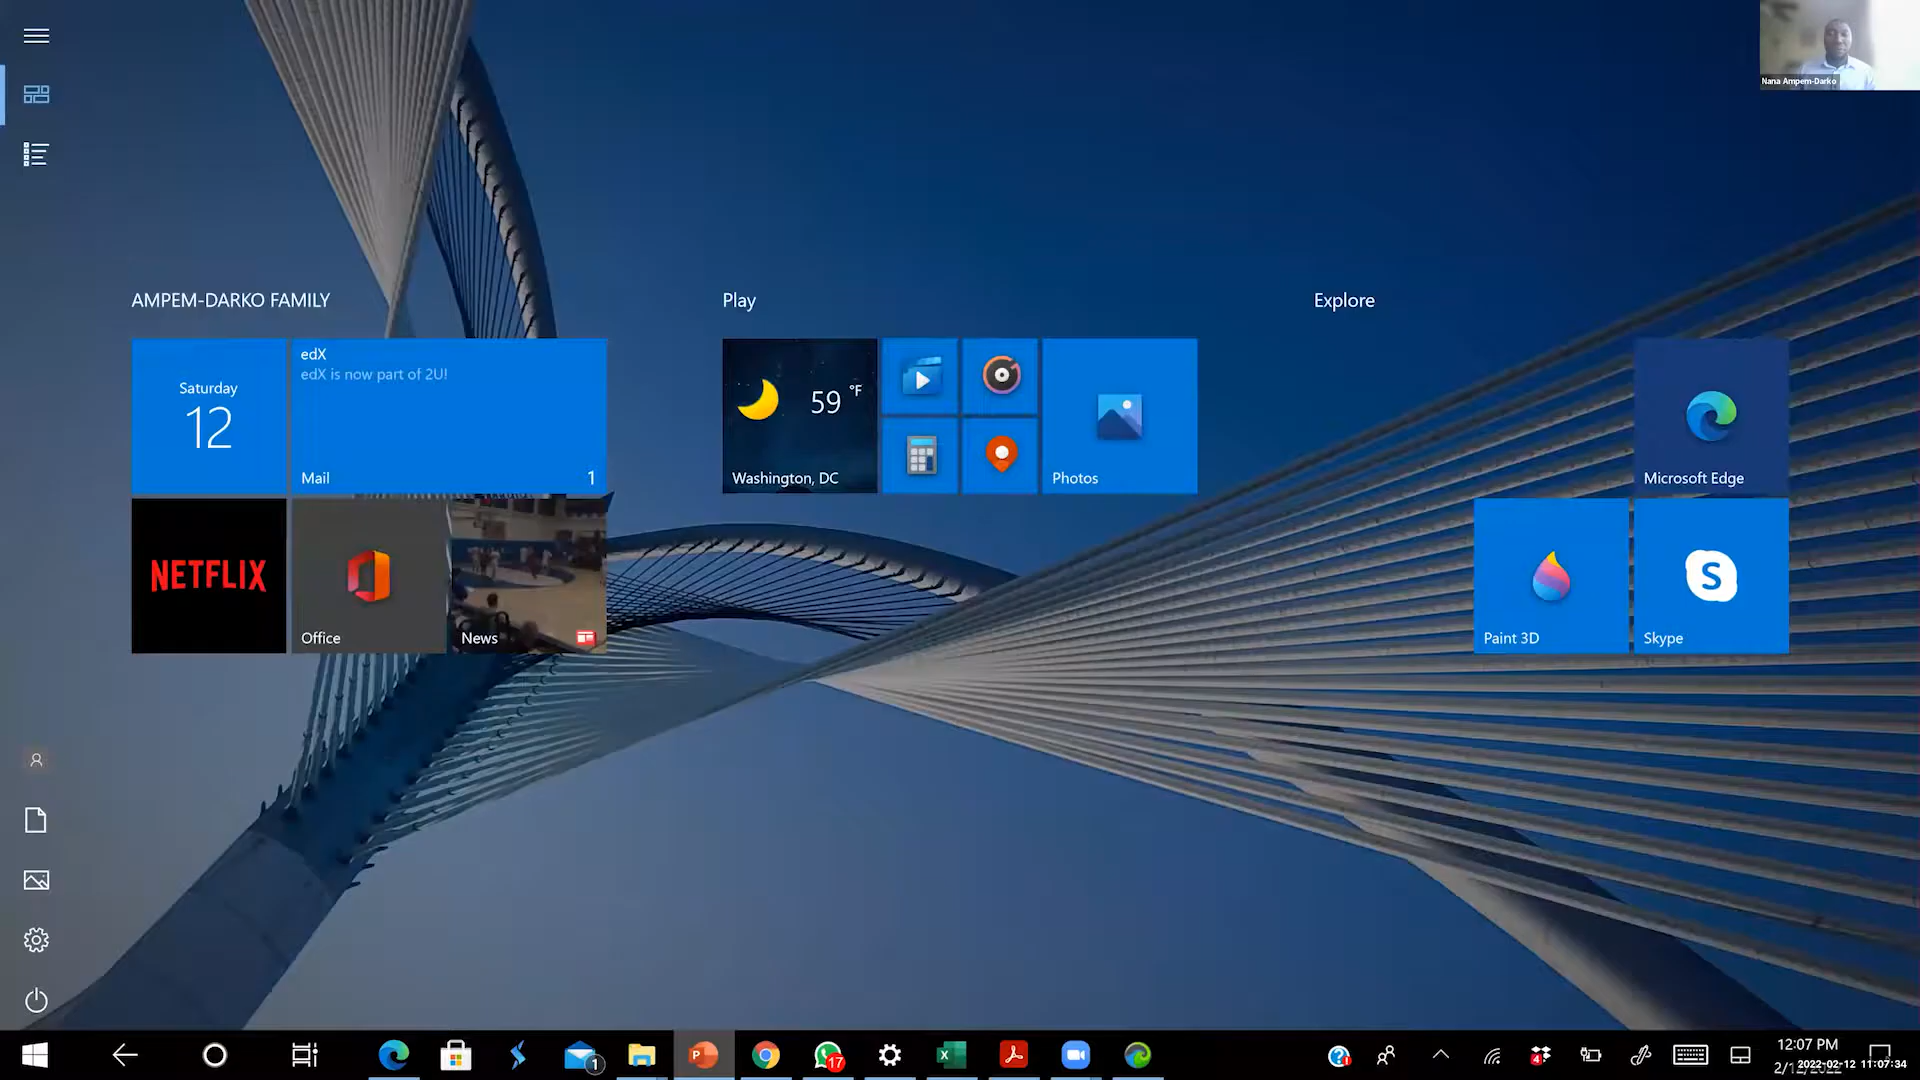 Nana Ampem-Darko
AMPEM-DARKO FAMILY
Play
Explore
Saturday
12
edX
edX is now part of 2U!
Mail
1
59 °F
Washington, DC
Photos
Microsoft Edge
NETFLIX
Office
News
Paint 3D
S
Skype
1
P
17
X
4
12:07 PM
2022-02-12 11:07:34